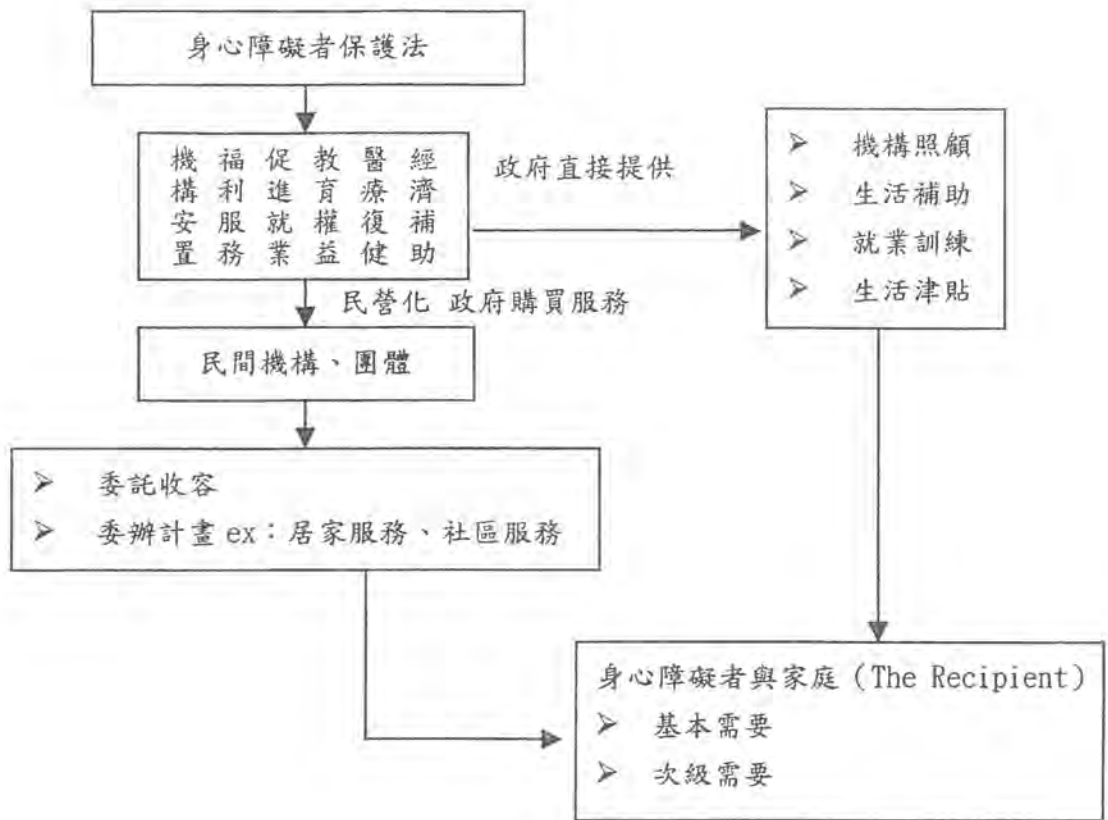 身心障礙者保護法
機 福 促 教 醫 經
構 利 進 育 療 濟
安 服 就 權 復 補
置 務 業 益 健 助
政府直接提供
➢ 機構照顧
➢ 生活補助
➢ 就業訓練
➢ 生活津貼
民營化 政府購買服務
民間機構、團體
➢ 委託收容
➢ 委辦計畫 ex：居家服務、社區服務
身心障礙者與家庭 (The Recipient)
➢ 基本需要
➢ 次級需要